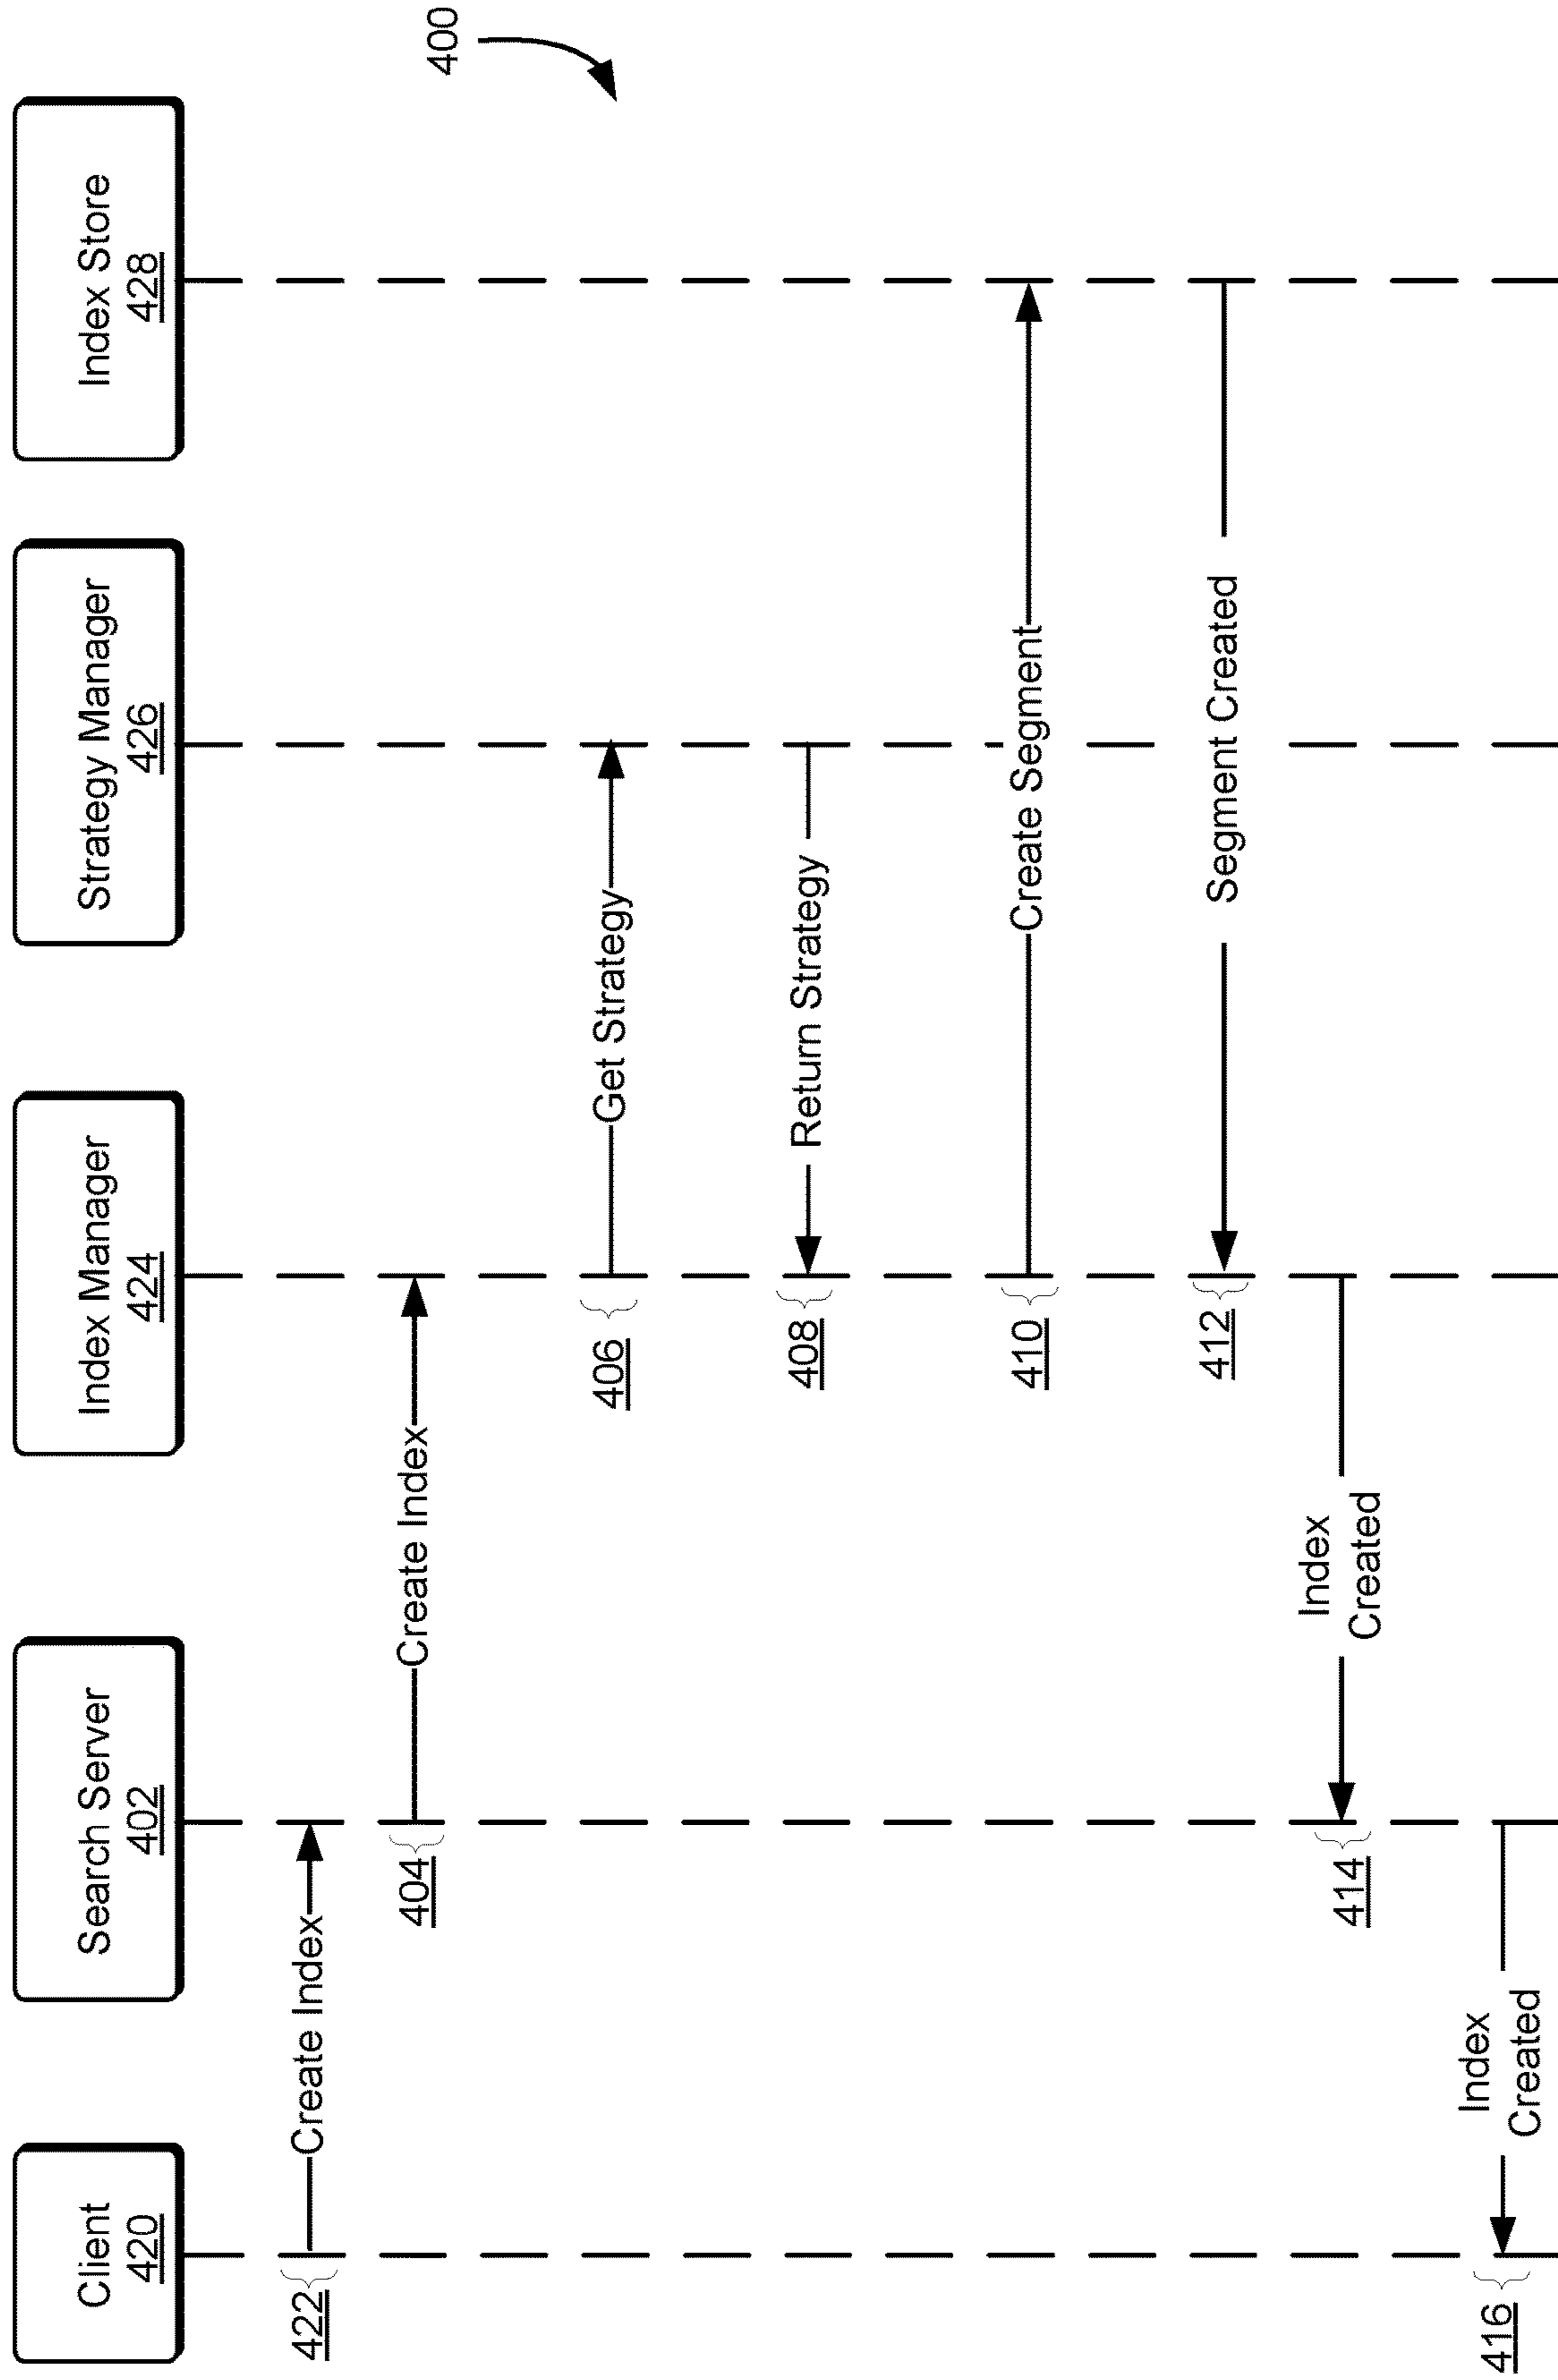 Client
420
Search Server
402
Index Manager
424
Strategy Manager
426
Index Store
428
400
422
Create Index
404
Create Index
406
Get Strategy
408
Return Strategy
410
Create Segment
412
Segment Created
414
Index
Created
416
Index
Created